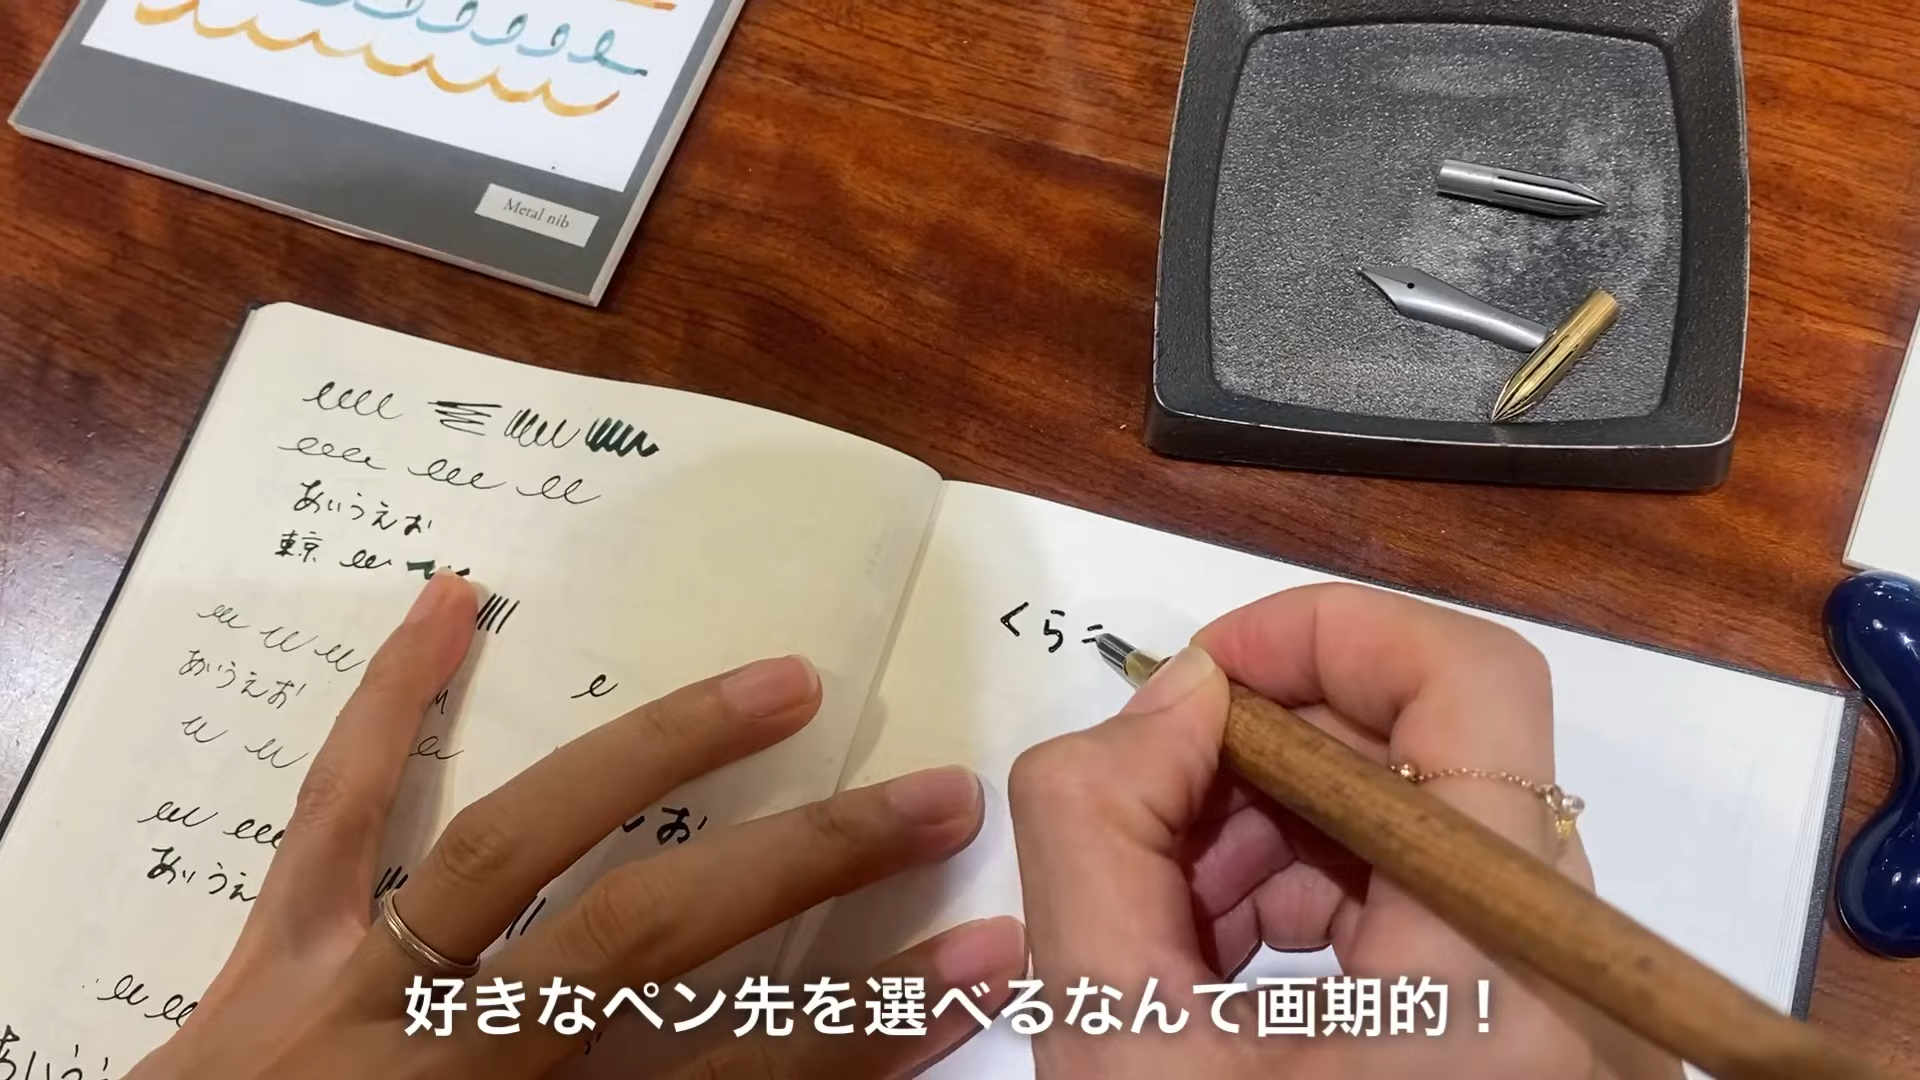 Metal nib
あいうえお
東京
あいうえお
お
あいうえ
くら
好きなペン先を選べるなんて画期的！